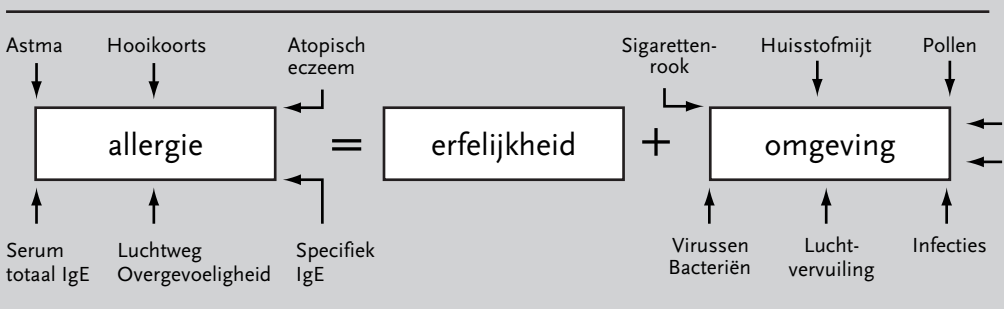 Astma
Hooikoorts
Atopisch
eczeem
Sigaretten-
rook
Huisstofmijt
Pollen
allergie
=
erfelijkheid
+
omgeving
Serum
totaal IgE
Luchtweg
Overgevoeligheid
Specifiek
IgE
Virussen
Bacteriën
Lucht-
vervuiling
Infecties